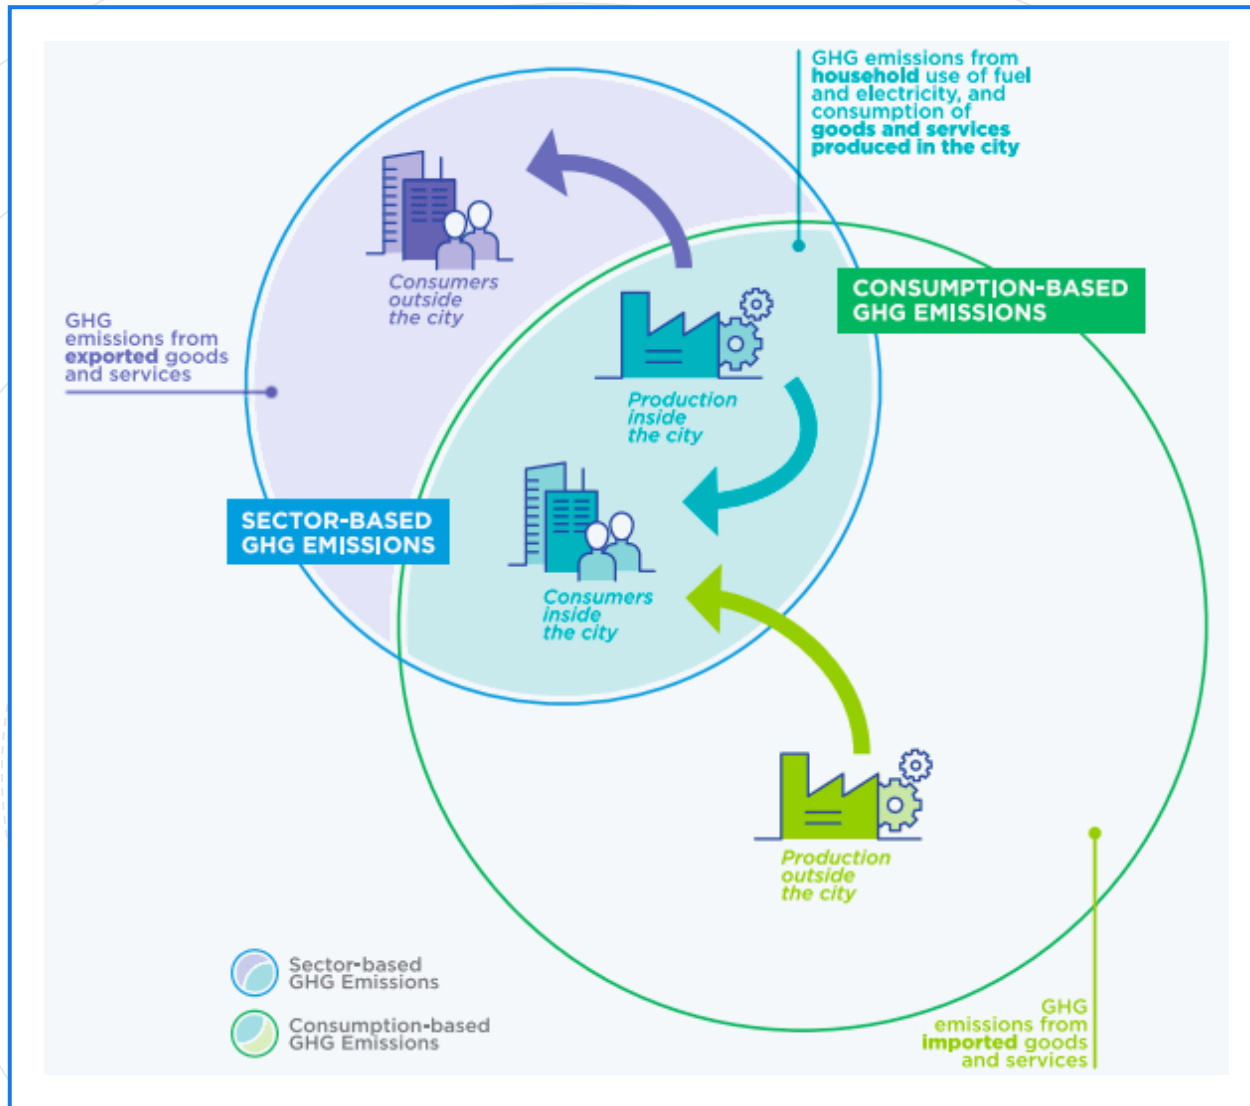 GHG emissions from
household use of fuel
and electricity, and
consumption of
goods and services
produced in the city
Consumers
outside
the city
CONSUMPTION-BASED
GHG EMISSIONS
GHG
emissions from
exported goods
and services
Production
inside
the city
SECTOR-BASED
GHG EMISSIONS
Consumers
inside
the city
Production
outside
the city
Sector-based
GHG Emissions
Consumption-based
GHG Emissions
GHG
emissions from
imported goods
and services